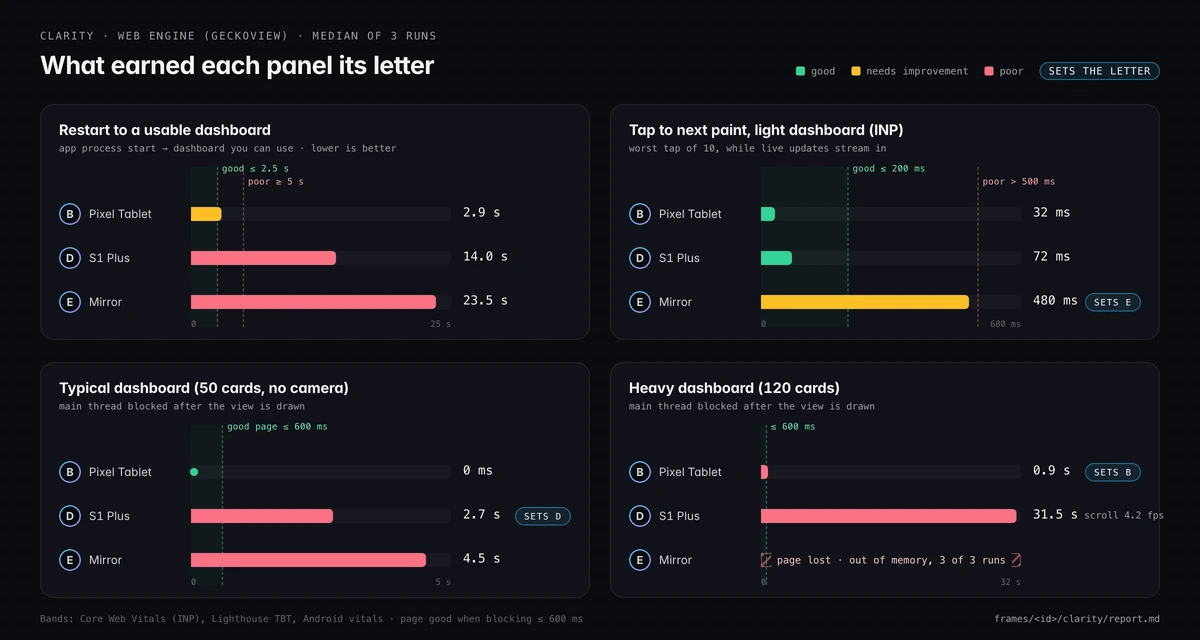 CLARITY · WEB ENGINE (GECKOVIEW) · MEDIAN OF 3 RUNS
What earned each panel its letter
good
needs improvement
poor
SETS THE LETTER
Restart to a usable dashboard
app process start → dashboard you can use · lower is better
good ≤ 2.5 s
poor ≥ 5 s
B Pixel Tablet 2.9 s
D S1 Plus 14.0 s
E Mirror 23.5 s
0 25 s
Tap to next paint, light dashboard (INP)
worst tap of 10, while live updates stream in
good ≤ 200 ms
poor > 500 ms
B Pixel Tablet 32 ms
D S1 Plus 72 ms
E Mirror 480 ms SETS E
0 600 ms
Typical dashboard (50 cards, no camera)
main thread blocked after the view is drawn
good page ≤ 600 ms
B Pixel Tablet 0 ms
D S1 Plus 2.7 s SETS D
E Mirror 4.5 s
0 5 s
Heavy dashboard (120 cards)
main thread blocked after the view is drawn
≤ 600 ms
B Pixel Tablet 0.9 s SETS B
D S1 Plus 31.5 s scroll 4.2 fps
E Mirror page lost · out of memory, 3 of 3 runs
0 32 s
Bands: Core Web Vitals (INP), Lighthouse TBT, Android vitals · page good when blocking ≤ 600 ms
frames/<id>/clarity/report.md